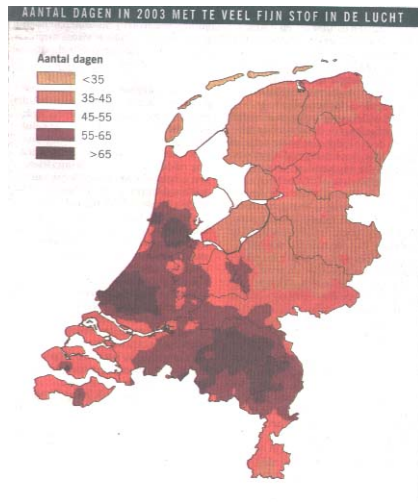 AANTAL DAGEN IN 2003 MET TE VEEL FIJN STOF IN DE LUCHT
Aantal dagen
<35
35-45
45-55
55-65
>65